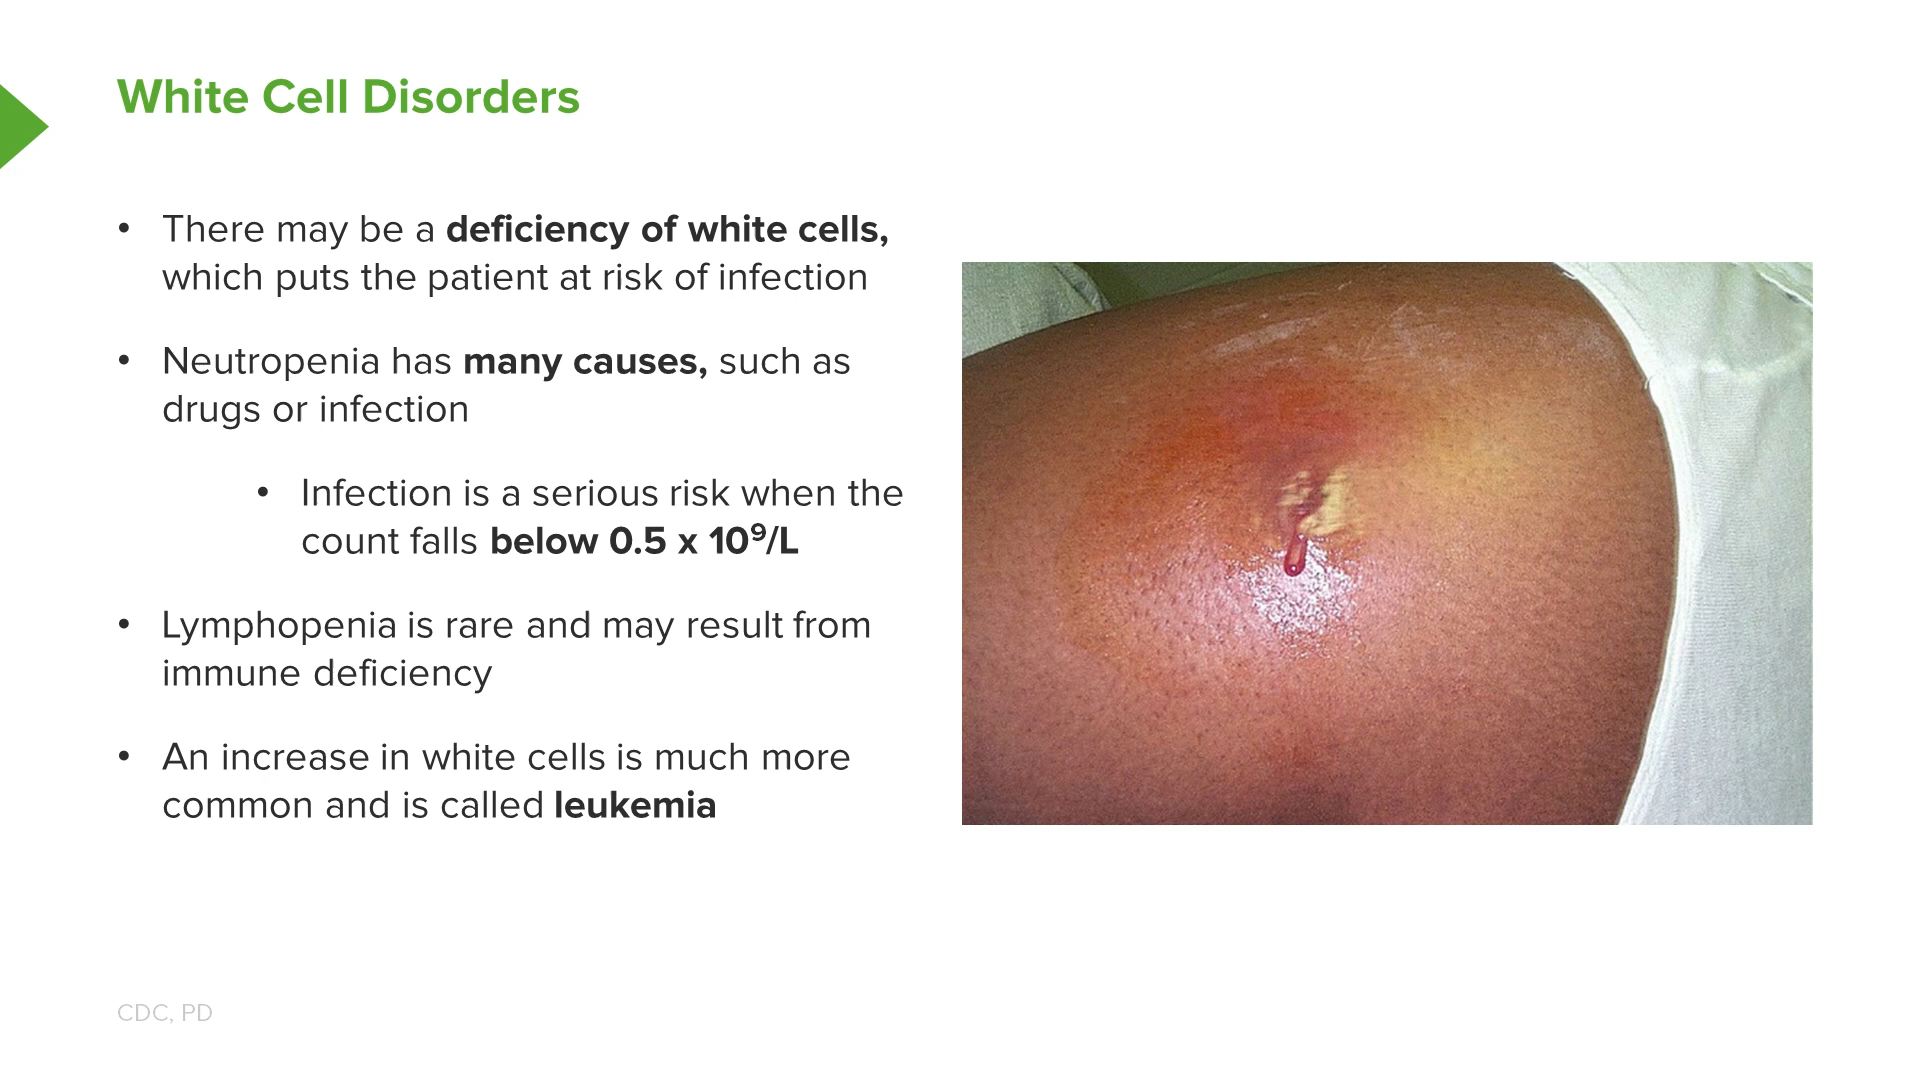 White Cell Disorders
• There may be a deficiency of white cells,
which puts the patient at risk of infection
• Neutropenia has many causes, such as
drugs or infection
• Infection is a serious risk when the
count falls below 0.5 x 10⁹/L
• Lymphopenia is rare and may result from
immune deficiency
• An increase in white cells is much more
common and is called leukemia
CDC, PD